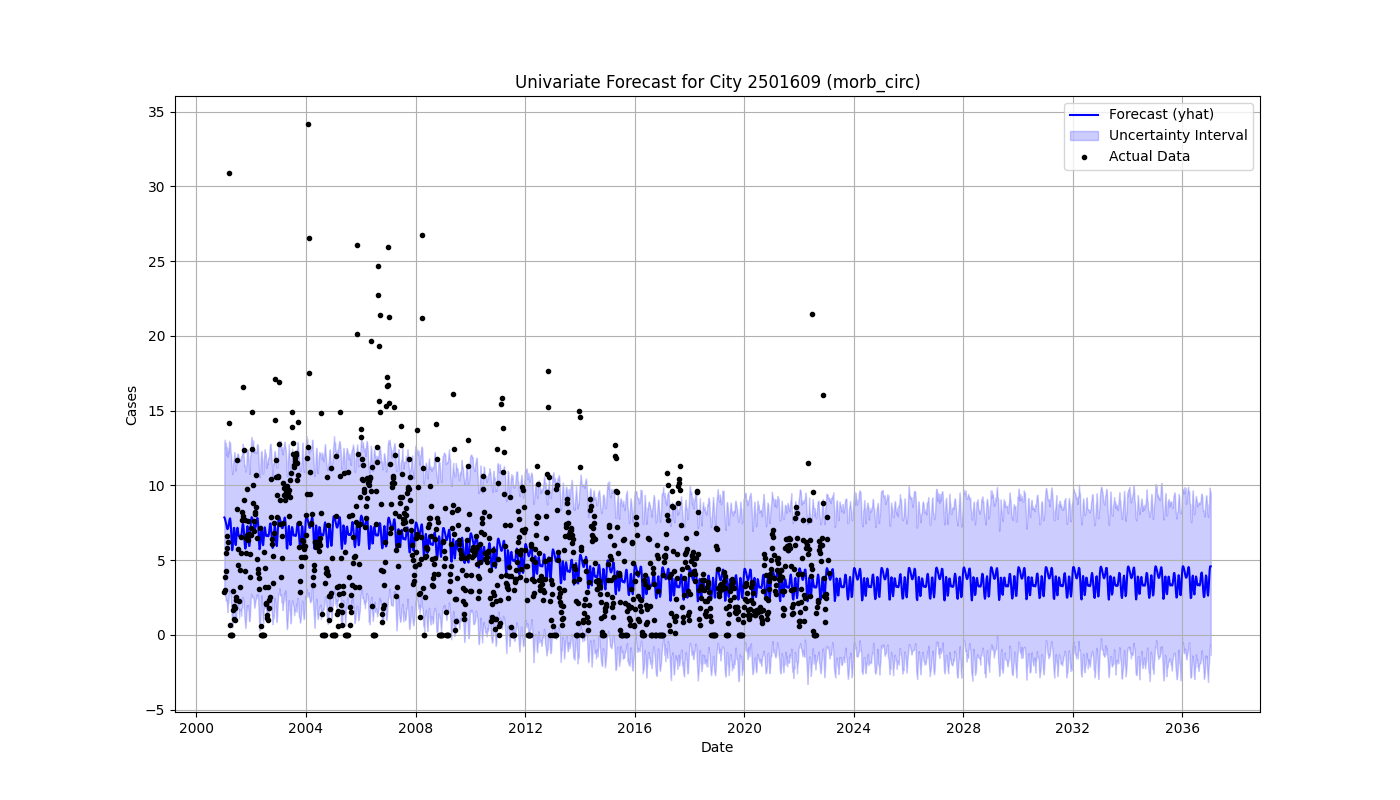 Univariate Forecast for City 2501609 (morb_circ)
Forecast (yhat)
Uncertainty Interval
Actual Data
Cases
35
30
25
20
15
10
5
0
−5
2000 2004 2008 2012 2016 2020 2024 2028 2032 2036
Date